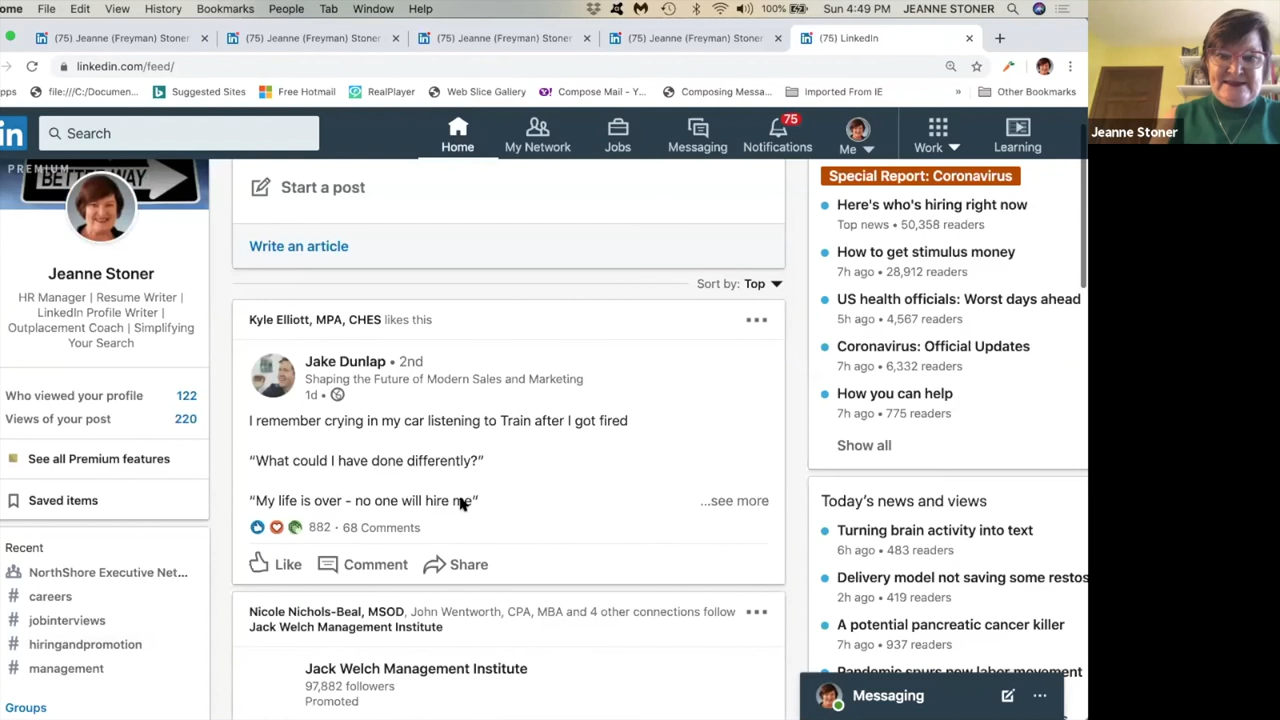 ome File Edit View History Bookmarks People Tab Window Help 100% Sun 4:49 PM JEANNE STONER
(75) Jeanne (Freyman) Stoner (75) Jeanne (Freyman) Stoner (75) Jeanne (Freyman) Stoner (75) Jeanne (Freyman) Stoner (75) LinkedIn
linkedin.com/feed/
pps file:///C:/Documen... Suggested Sites Free Hotmail RealPlayer Web Slice Gallery Compose Mail - Y... Composing Messa... Imported From IE » Other Bookmarks
in Search Home My Network Jobs Messaging 75 Notifications Me Work Learning
PREMIUM
BETTER WAY
Jeanne Stoner
HR Manager | Resume Writer |
LinkedIn Profile Writer |
Outplacement Coach | Simplifying
Your Search
Who viewed your profile 122
Views of your post 220
See all Premium features
Saved items
Recent
NorthShore Executive Net...
# careers
# jobinterviews
# hiringandpromotion
# management
Groups
Start a post
Write an article
Sort by: Top
Kyle Elliott, MPA, CHES likes this
Jake Dunlap • 2nd
Shaping the Future of Modern Sales and Marketing
1d •
I remember crying in my car listening to Train after I got fired
“What could I have done differently?”
“My life is over - no one will hire me“
...see more
882 · 68 Comments
Like Comment Share
Nicole Nichols-Beal, MSOD, John Wentworth, CPA, MBA and 4 other connections follow
Jack Welch Management Institute
Jack Welch Management Institute
97,882 followers
Promoted
Special Report: Coronavirus
Here's who's hiring right now
Top news • 50,358 readers
How to get stimulus money
7h ago • 28,912 readers
US health officials: Worst days ahead
5h ago • 4,567 readers
Coronavirus: Official Updates
7h ago • 6,332 readers
How you can help
7h ago • 775 readers
Show all
Today’s news and views
Turning brain activity into text
6h ago • 483 readers
Delivery model not saving some restos
2h ago • 419 readers
A potential pancreatic cancer killer
7h ago • 937 readers
Pandemic spurs new labor movement
Messaging
Jeanne Stoner